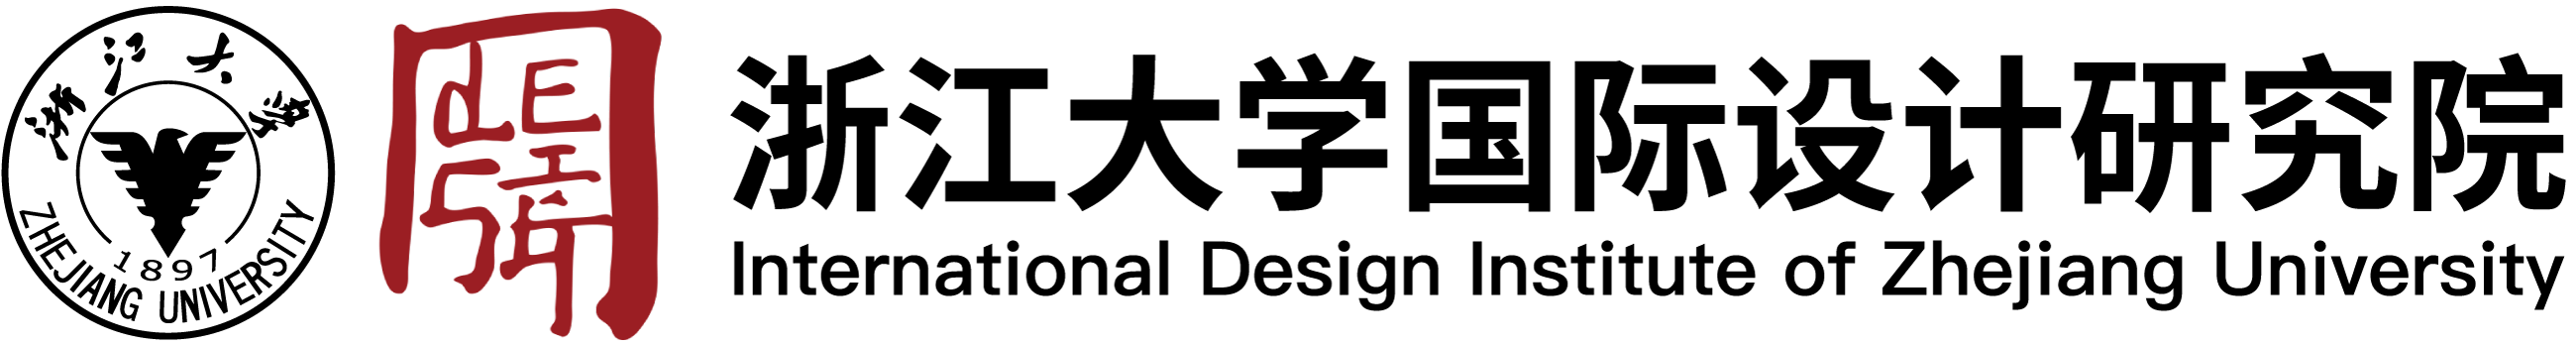 浙江大学
1897
ZHEJIANG UNIVERSITY
dESIGN
浙江大学国际设计研究院
International Design Institute of Zhejiang University